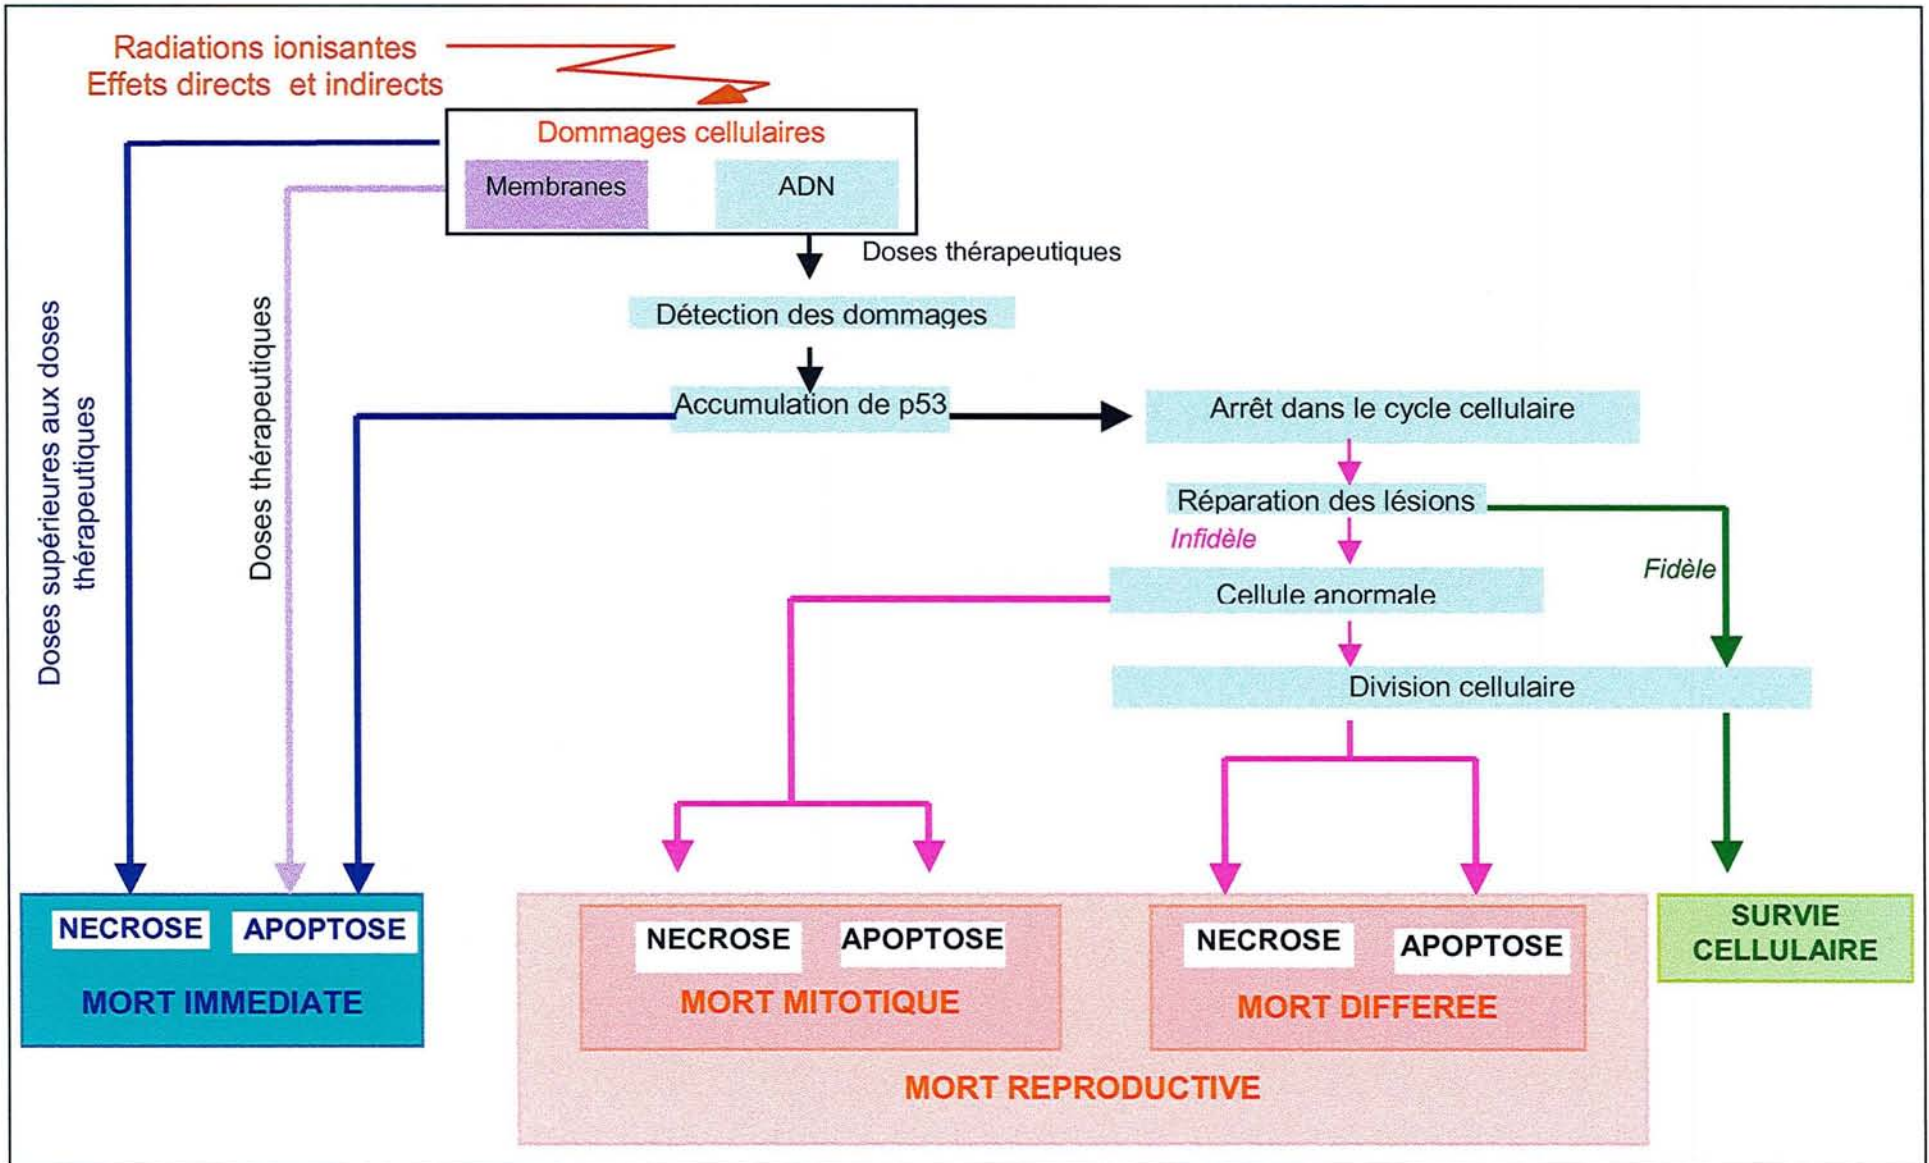 Radiations ionisantes
Effets directs et indirects
Dommages cellulaires
Membranes
ADN
Doses thérapeutiques
Détection des dommages
Accumulation de p53
Arrêt dans le cycle cellulaire
Réparation des lésions
Infidèle
Fidèle
Cellule anormale
Division cellulaire
Doses supérieures aux doses
thérapeutiques
Doses thérapeutiques
NECROSE
APOPTOSE
MORT IMMEDIATE
NECROSE
APOPTOSE
MORT MITOTIQUE
NECROSE
APOPTOSE
MORT DIFFEREE
MORT REPRODUCTIVE
SURVIE
CELLULAIRE